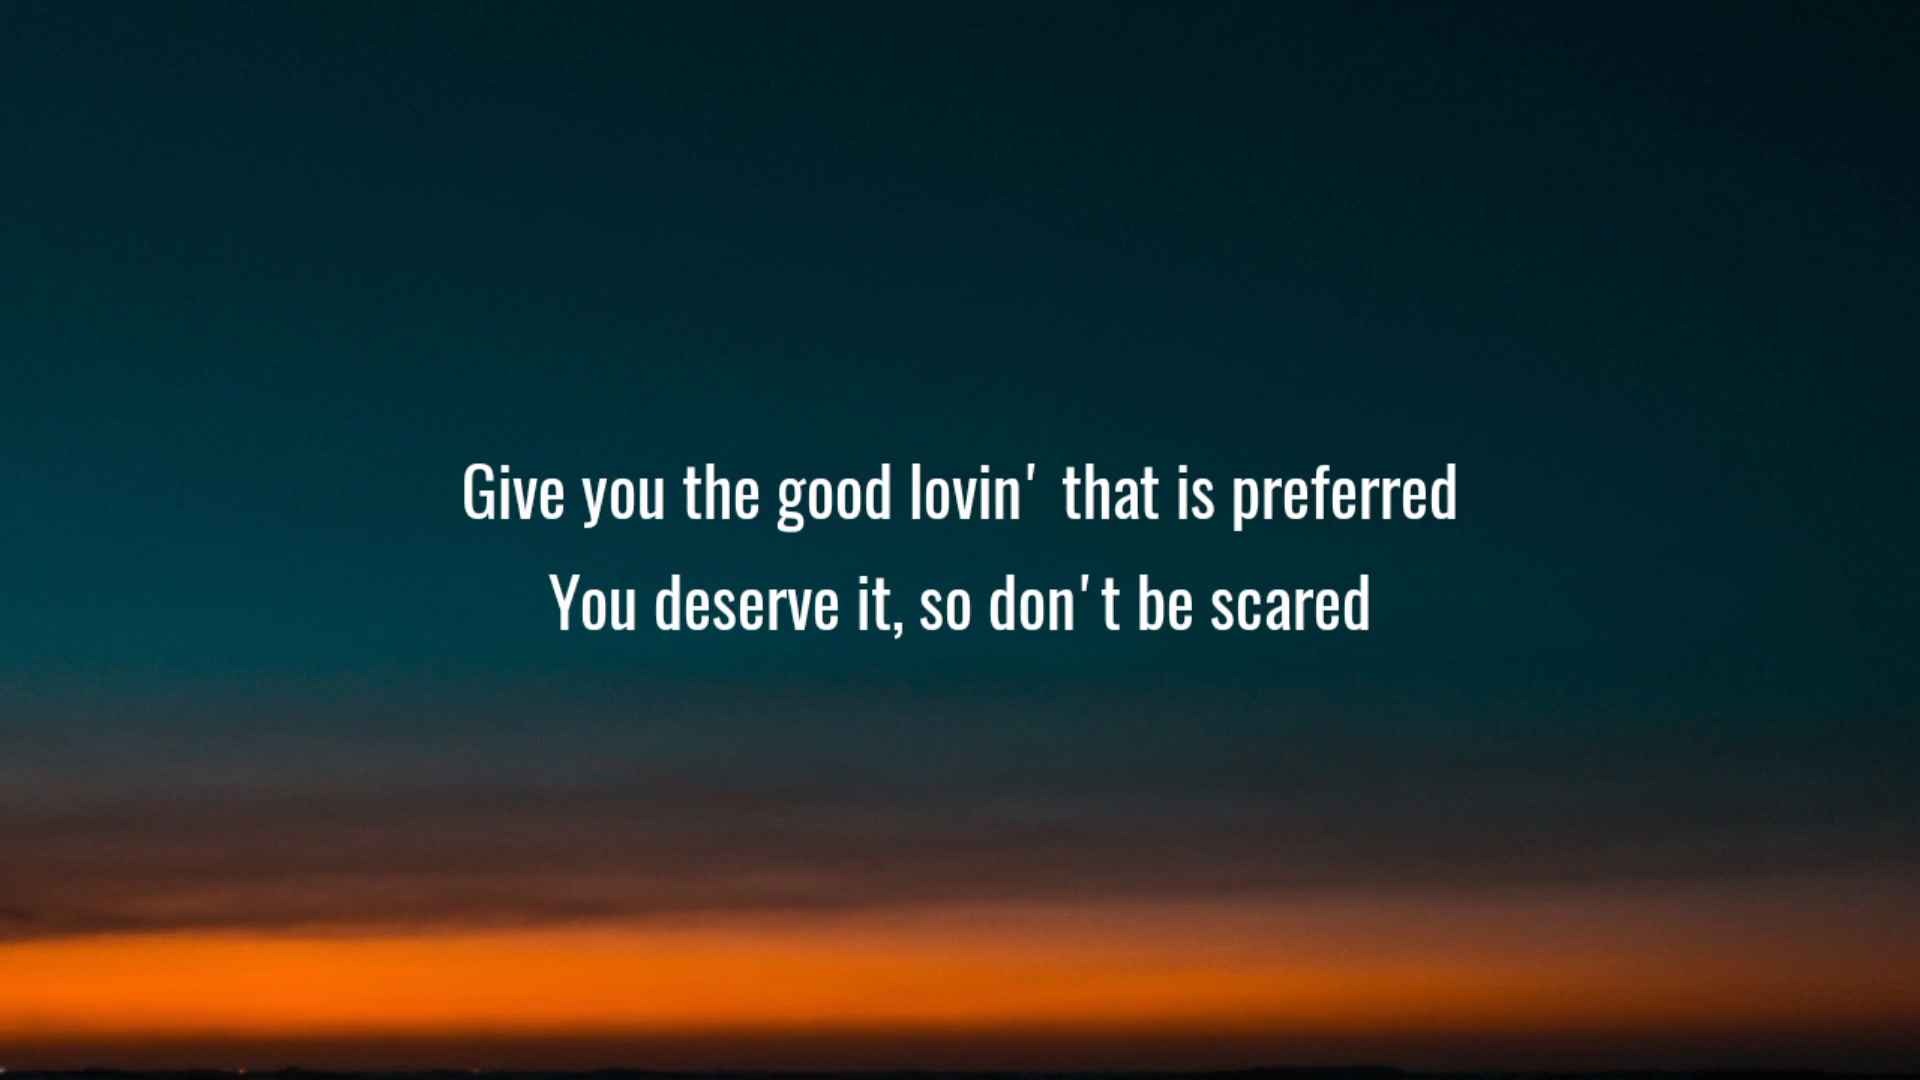 Give you the good lovin' that is preferred
You deserve it, so don't be scared